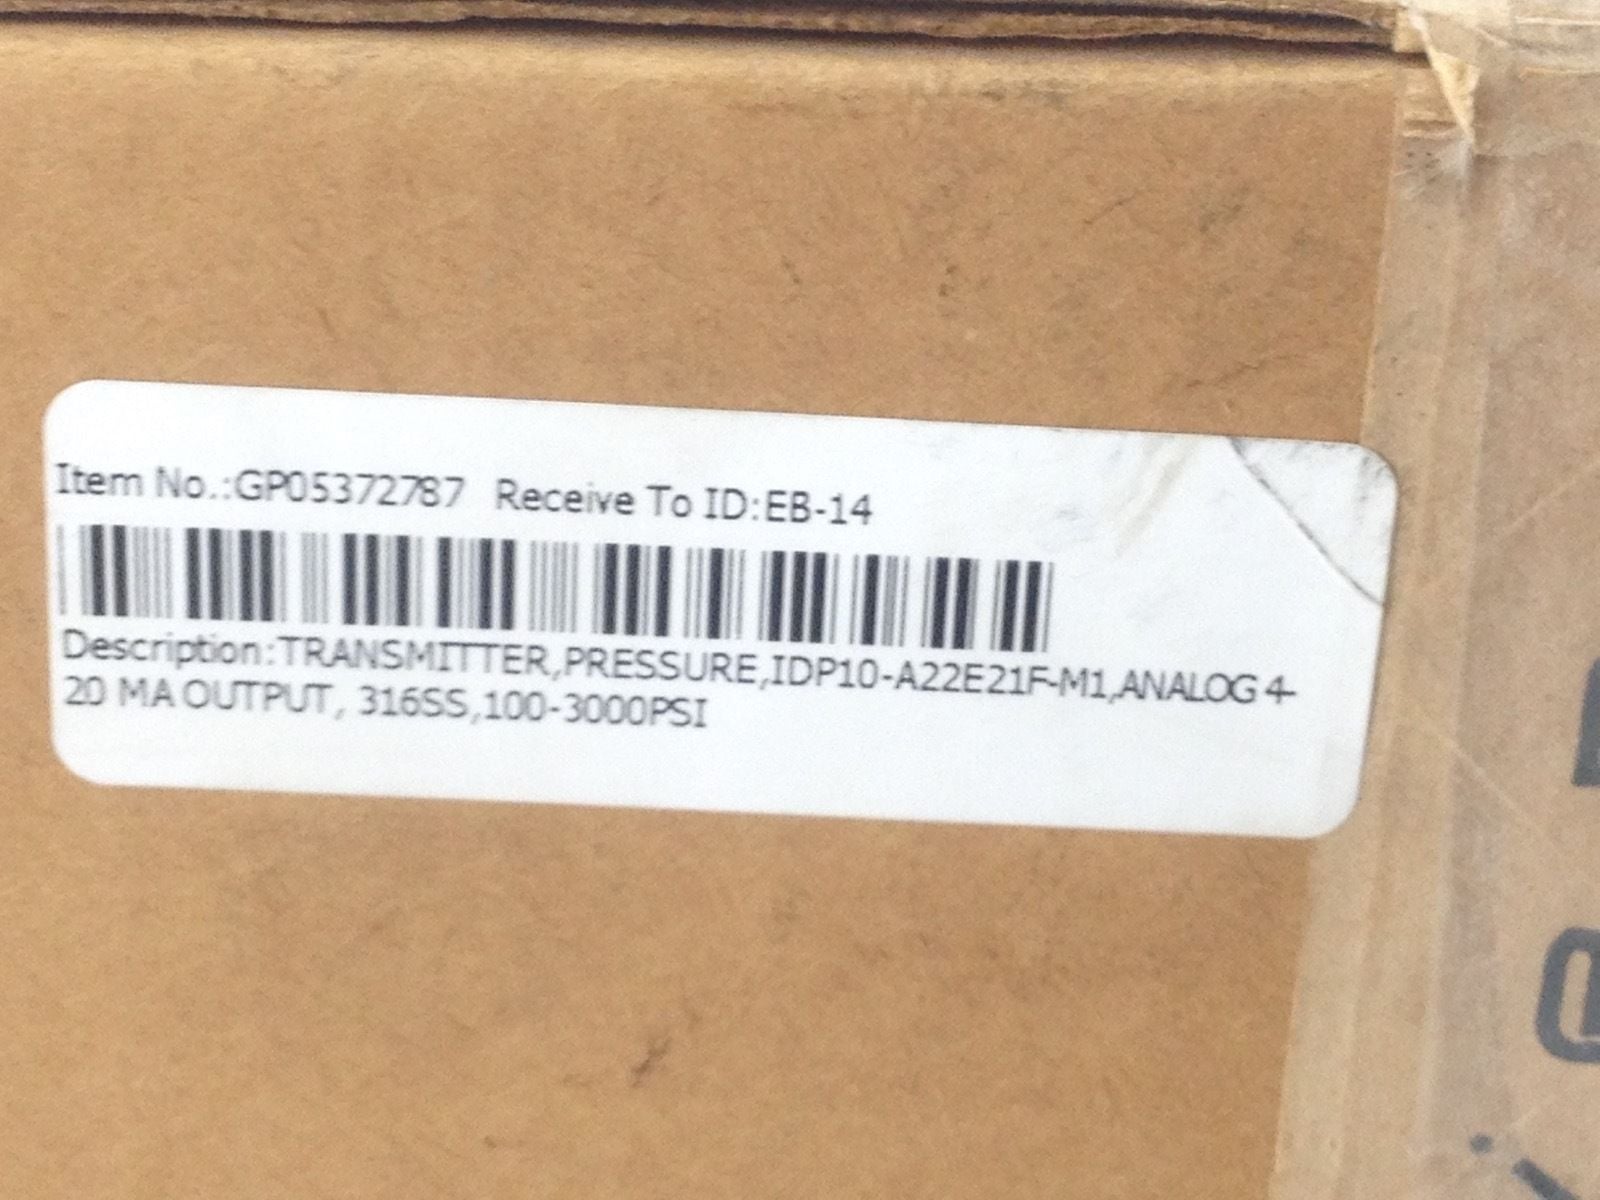 Item No.:GP05372787 Receive To ID:EB-14
Description:TRANSMITTER,PRESSURE,IDP10-A22E21F-M1,ANALOG 4-
20 MA OUTPUT, 316SS,100-3000PSI